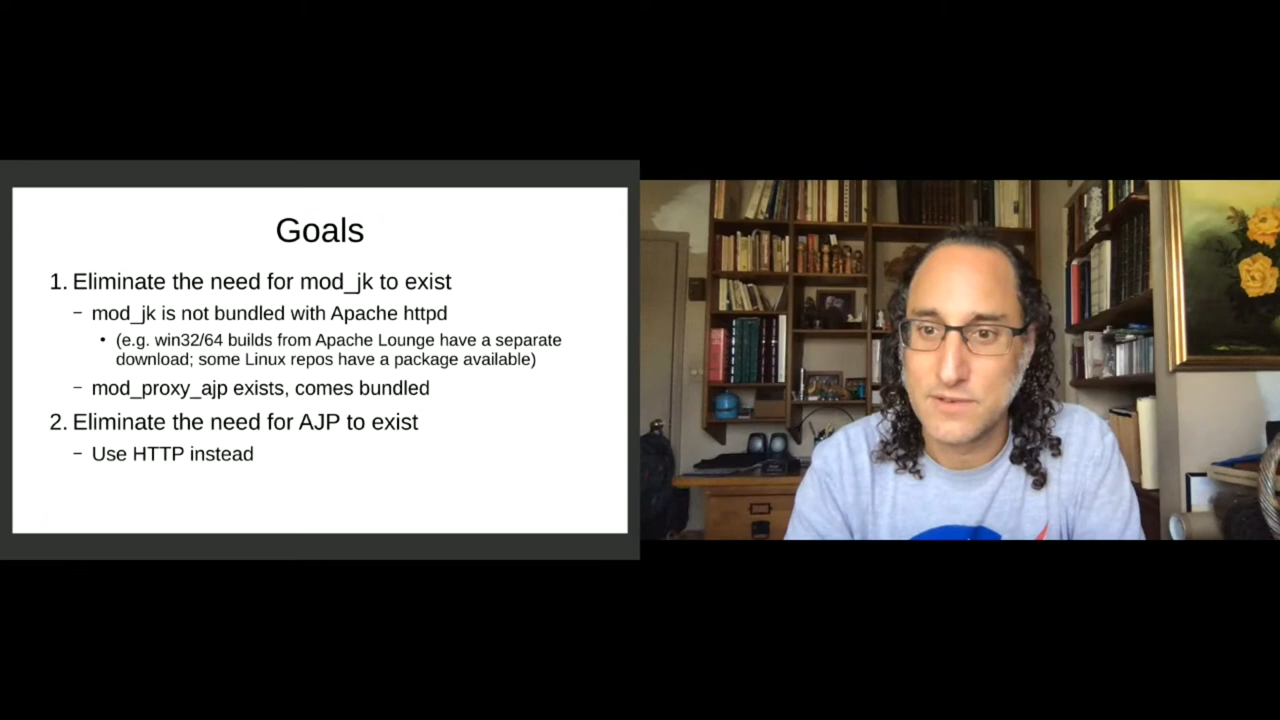 Goals
1. Eliminate the need for mod_jk to exist
– mod_jk is not bundled with Apache httpd
• (e.g. win32/64 builds from Apache Lounge have a separate
download; some Linux repos have a package available)
– mod_proxy_ajp exists, comes bundled
2. Eliminate the need for AJP to exist
– Use HTTP instead